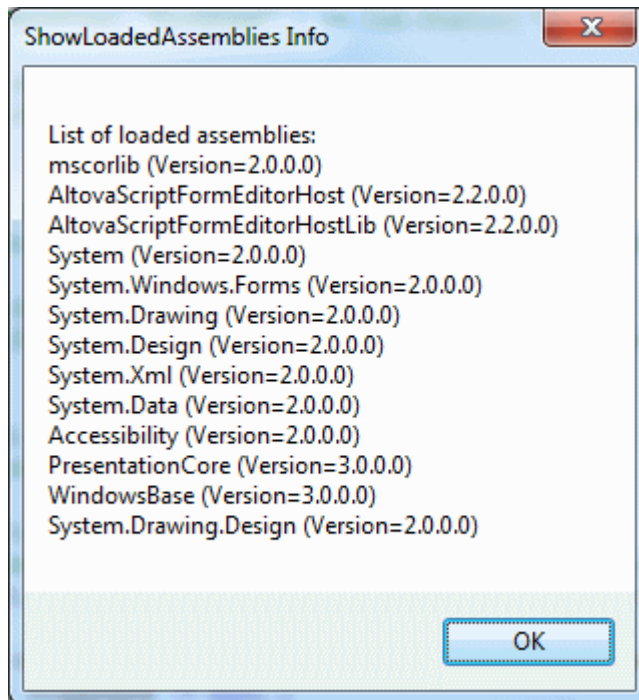 ShowLoadedAssemblies Info
List of loaded assemblies:
mscorlib (Version=2.0.0.0)
AltovaScriptFormEditorHost (Version=2.2.0.0)
AltovaScriptFormEditorHostLib (Version=2.2.0.0)
System (Version=2.0.0.0)
System.Windows.Forms (Version=2.0.0.0)
System.Drawing (Version=2.0.0.0)
System.Design (Version=2.0.0.0)
System.Xml (Version=2.0.0.0)
System.Data (Version=2.0.0.0)
Accessibility (Version=2.0.0.0)
PresentationCore (Version=3.0.0.0)
WindowsBase (Version=3.0.0.0)
System.Drawing.Design (Version=2.0.0.0)
OK